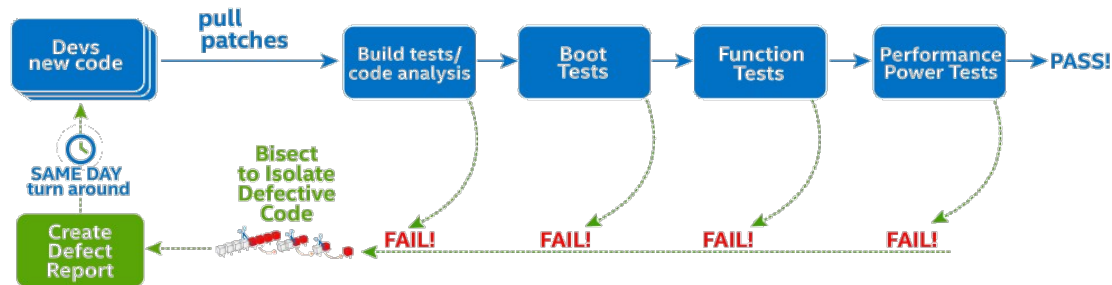 Devs
new code
pull
patches
Build tests/
code analysis
Boot
Tests
Function
Tests
Performance
Power Tests
PASS!
SAME DAY
turn around
Bisect
to Isolate
Defective
Code
FAIL!
FAIL!
FAIL!
FAIL!
Create
Defect
Report